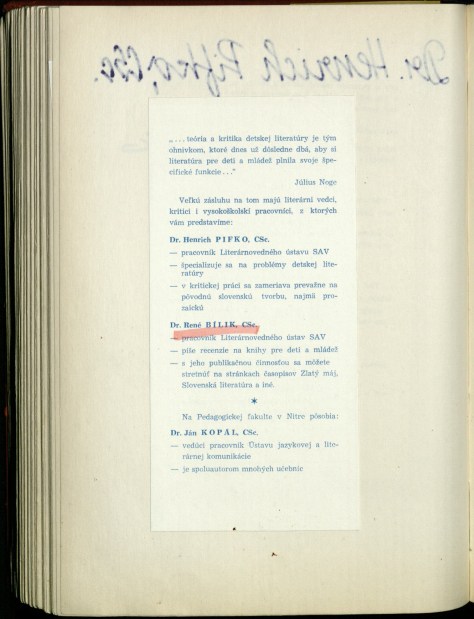 Dr. Henrich Pifko, CSc.
„...teória a kritika detskej literatúry je tým
ohnivkom, ktoré dnes už dôsledne dbá, aby si
literatúra pre deti a mládež plnila svoje špe-
cifické funkcie...“
Július Noge
Veľkú zásluhu na tom majú literárni vedci,
kritici i vysokoškolskí pracovníci, z ktorých
vám predstavíme:
Dr. Henrich PIFKO, CSc.
— pracovník Literárnovedného ústavu SAV
— špecializuje sa na problémy detskej lite-
ratúry
— v kritickej práci sa zameriava prevažne na
pôvodnú slovenskú tvorbu, najmä pro-
zaickú
Dr. René BÍLIK, CSc.
— pracovník Literárnovedného ústav SAV
— píše recenzie na knihy pre deti a mládež
— s jeho publikačnou činnosťou sa môžete
stretnúť na stránkach časopisov Zlatý máj,
Slovenská literatúra a iné.
*
Na Pedagogickej fakulte v Nitre pôsobia:
Dr. Ján KOPÁL, CSc.
— vedúci pracovník Ústavu jazykovej a lite-
rárnej komunikácie
— je spoluautorom mnohých učebníc